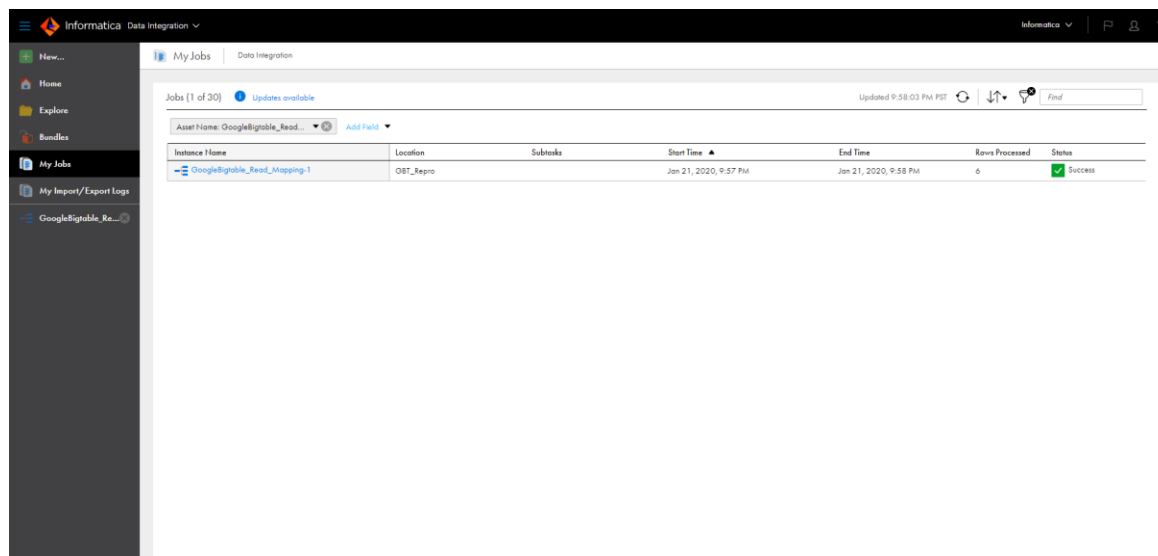 Informatica Data Integration
Informatica
New...
Home
Explore
Bundles
My Jobs
My Import/Export Logs
GoogleBigtable_Re...
My Jobs Data Integration
Jobs (1 of 30) Updates available Updated 9:58:03 PM PST Find
Asset Name: GoogleBigtable_Read... Add Field
Instance Name Location Subtasks Start Time End Time Rows Processed Status
GoogleBigtable_Read_Mapping-1 GBT_Repro Jan 21, 2020, 9:57 PM Jan 21, 2020, 9:58 PM 6 Success